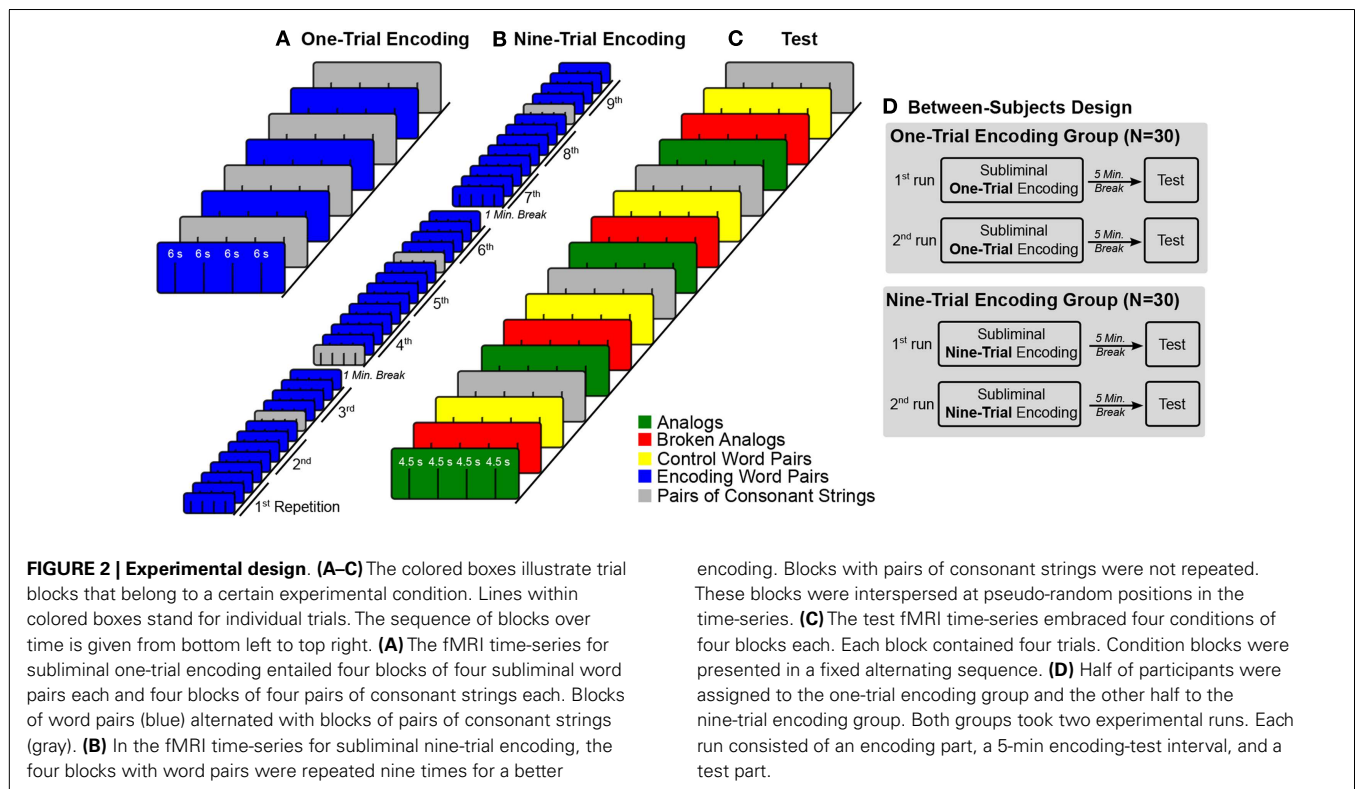 A One-Trial Encoding
B Nine-Trial Encoding
C Test
6 s 6 s 6 s 6 s
9th
8th
7th
1 Min. Break
6th
5th
4th
1 Min. Break
3rd
2nd
1st Repetition
4.5 s 4.5 s 4.5 s 4.5 s
Analogs
Broken Analogs
Control Word Pairs
Encoding Word Pairs
Pairs of Consonant Strings
D Between-Subjects Design
One-Trial Encoding Group (N=30)
1st run
Subliminal
One-Trial Encoding
5 Min.
Break
Test
2nd run
Subliminal
One-Trial Encoding
5 Min.
Break
Test
Nine-Trial Encoding Group (N=30)
1st run
Subliminal
Nine-Trial Encoding
5 Min.
Break
Test
2nd run
Subliminal
Nine-Trial Encoding
5 Min.
Break
Test
FIGURE 2 | Experimental design. (A–C) The colored boxes illustrate trial
blocks that belong to a certain experimental condition. Lines within
colored boxes stand for individual trials. The sequence of blocks over
time is given from bottom left to top right. (A) The fMRI time-series for
subliminal one-trial encoding entailed four blocks of four subliminal word
pairs each and four blocks of four pairs of consonant strings each. Blocks
of word pairs (blue) alternated with blocks of pairs of consonant strings
(gray). (B) In the fMRI time-series for subliminal nine-trial encoding, the
four blocks with word pairs were repeated nine times for a better
encoding. Blocks with pairs of consonant strings were not repeated.
These blocks were interspersed at pseudo-random positions in the
time-series. (C) The test fMRI time-series embraced four conditions of
four blocks each. Each block contained four trials. Condition blocks were
presented in a fixed alternating sequence. (D) Half of participants were
assigned to the one-trial encoding group and the other half to the
nine-trial encoding group. Both groups took two experimental runs. Each
run consisted of an encoding part, a 5-min encoding-test interval, and a
test part.